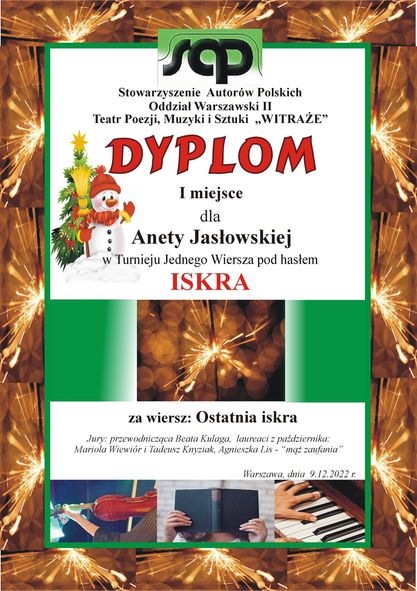 sap
Stowarzyszenie Autorów Polskich
Oddział Warszawski II
Teatr Poezji, Muzyki i Sztuki „WITRAŻE”
DYPLOM
I miejsce
dla
Anety Jasłowskiej
w Turnieju Jednego Wiersza pod hasłem
ISKRA
za wiersz: Ostatnia iskra
Jury: przewodnicząca Beata Kulaga, laureaci z października:
Mariola Wiewiór i Tadeusz Knyziak, Agnieszka Lis - “mąż zaufania”
Warszawa, dnia 9.12.2022 r.